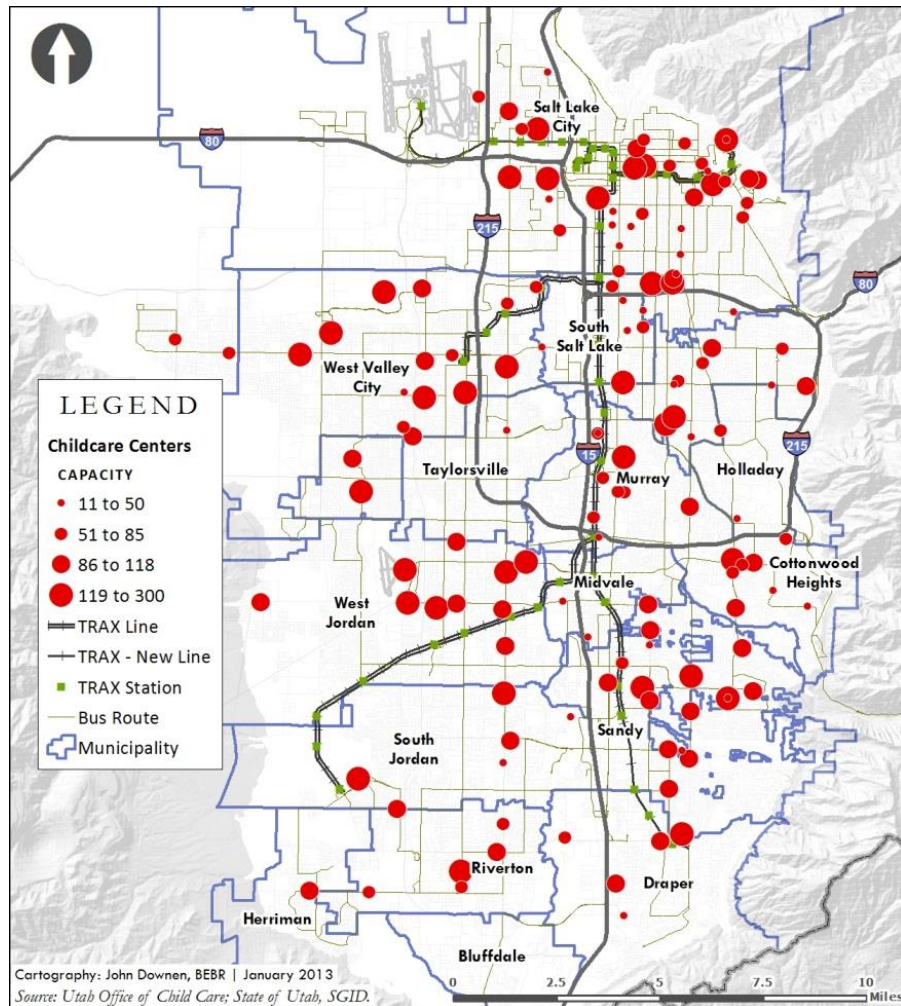 Salt Lake
City
80
215
80
South
Salt Lake
West Valley
City
LEGEND
Childcare Centers
CAPACITY
11 to 50
51 to 85
86 to 118
119 to 300
TRAX Line
TRAX - New Line
TRAX Station
Bus Route
Municipality
215
15
Taylorsville
Murray
Holladay
Cottonwood
Heights
Midvale
West
Jordan
Sandy
South
Jordan
Riverton
Draper
Herriman
Bluffdale
Cartography: John Downen, BEBR | January 2013
Source: Utah Office of Child Care; State of Utah, SGID.
0 2.5 5 7.5 10
Miles